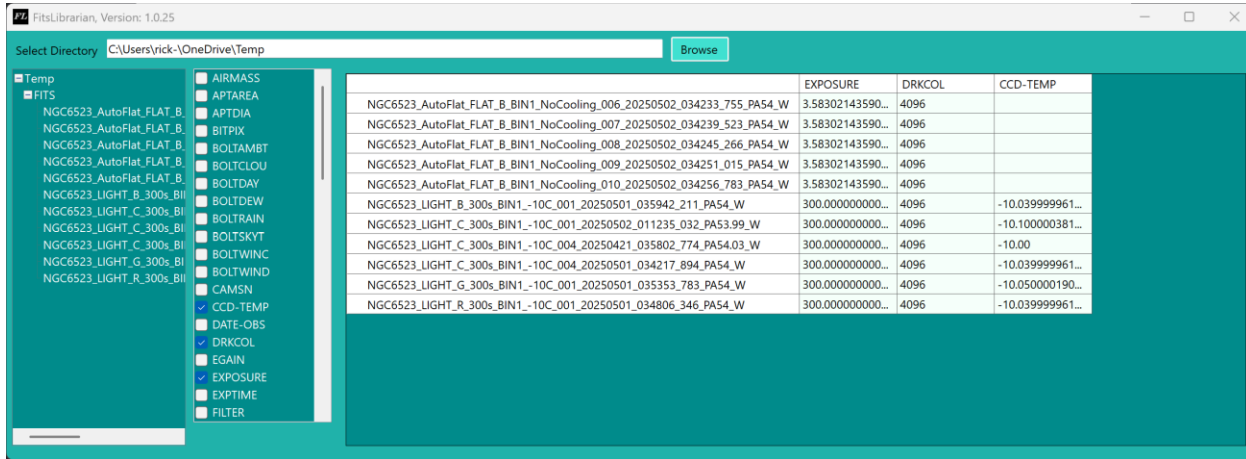 FL FitsLibrarian, Version: 1.0.25
Select Directory C:\Users\rick-\OneDrive\Temp Browse
Temp
FITS
NGC6523_AutoFlat_FLAT_B_
NGC6523_AutoFlat_FLAT_B_
NGC6523_AutoFlat_FLAT_B_
NGC6523_AutoFlat_FLAT_B_
NGC6523_AutoFlat_FLAT_B_
NGC6523_LIGHT_B_300s_BI
NGC6523_LIGHT_C_300s_BI
NGC6523_LIGHT_C_300s_BI
NGC6523_LIGHT_C_300s_BI
NGC6523_LIGHT_G_300s_BI
NGC6523_LIGHT_R_300s_BI
AIRMASS
APTAREA
APTDIA
BITPIX
BOLTAMBT
BOLTCLOU
BOLTDAY
BOLTDEW
BOLTRAIN
BOLTSKYT
BOLTWINC
BOLTWIND
CAMSN
CCD-TEMP
DATE-OBS
DRKCOL
EGAIN
EXPOSURE
EXPTIME
FILTER
EXPOSURE DRKCOL CCD-TEMP
NGC6523_AutoFlat_FLAT_B_BIN1_NoCooling_006_20250502_034233_755_PA54_W 3.58302143590... 4096
NGC6523_AutoFlat_FLAT_B_BIN1_NoCooling_007_20250502_034239_523_PA54_W 3.58302143590... 4096
NGC6523_AutoFlat_FLAT_B_BIN1_NoCooling_008_20250502_034245_266_PA54_W 3.58302143590... 4096
NGC6523_AutoFlat_FLAT_B_BIN1_NoCooling_009_20250502_034251_015_PA54_W 3.58302143590... 4096
NGC6523_AutoFlat_FLAT_B_BIN1_NoCooling_010_20250502_034256_783_PA54_W 3.58302143590... 4096
NGC6523_LIGHT_B_300s_BIN1_-10C_001_20250501_035942_211_PA54_W 300.000000000... 4096 -10.039999961...
NGC6523_LIGHT_C_300s_BIN1_-10C_001_20250502_011235_032_PA53.99_W 300.000000000... 4096 -10.100000381...
NGC6523_LIGHT_C_300s_BIN1_-10C_004_20250421_035802_774_PA54.03_W 300.000000000... 4096 -10.00
NGC6523_LIGHT_C_300s_BIN1_-10C_004_20250501_034217_894_PA54_W 300.000000000... 4096 -10.039999961...
NGC6523_LIGHT_G_300s_BIN1_-10C_001_20250501_035353_783_PA54_W 300.000000000... 4096 -10.050000190...
NGC6523_LIGHT_R_300s_BIN1_-10C_001_20250501_034806_346_PA54_W 300.000000000... 4096 -10.039999961...